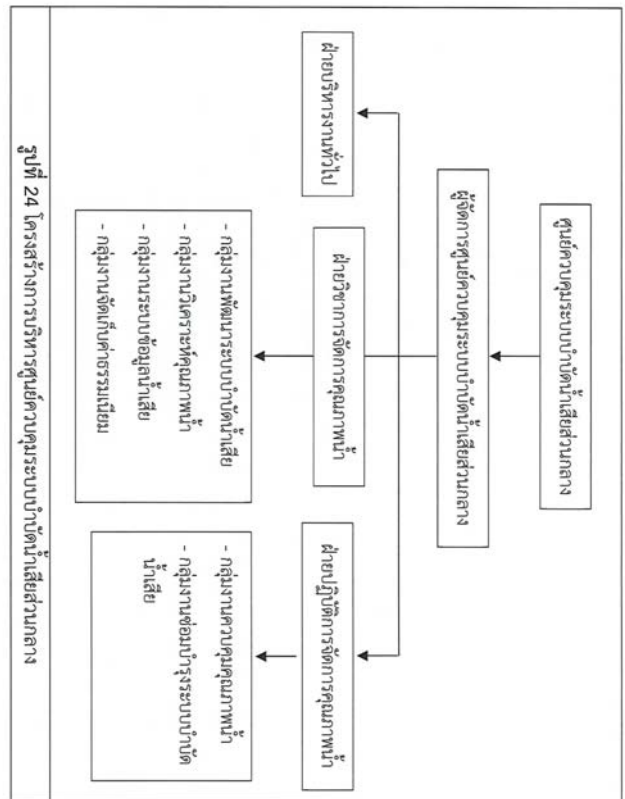 ศูนย์ควบคุมระบบบำบัดน้ำเสียส่วนกลาง
ผู้จัดการศูนย์ควบคุมระบบบำบัดน้ำเสียส่วนกลาง
ฝ่ายบริหารงานทั่วไป
ฝ่ายวิชาการจัดการคุณภาพน้ำ
ฝ่ายปฏิบัติการจัดการคุณภาพน้ำ
- กลุ่มงานพัฒนาระบบบำบัดน้ำเสีย
- กลุ่มงานวิเคราะห์คุณภาพน้ำ
- กลุ่มงานระบบข้อมูลน้ำเสีย
- กลุ่มงานจัดเก็บค่าธรรมเนียม
- กลุ่มงานควบคุมคุณภาพน้ำ
- กลุ่มงานซ่อมบำรุงระบบบำบัด
น้ำเสีย
รูปที่ 24 โครงสร้างการบริหารศูนย์ควบคุมระบบบำบัดน้ำเสียส่วนกลาง